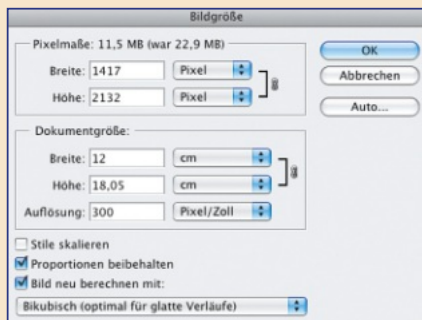 Bildgröße
Pixelmaße: 11,5 MB (war 22,9 MB)
Breite: 1417 Pixel
Höhe: 2132 Pixel
OK
Abbrechen
Auto...
Dokumentgröße:
Breite: 12 cm
Höhe: 18,05 cm
Auflösung: 300 Pixel/Zoll
Stile skalieren
Proportionen beibehalten
Bild neu berechnen mit:
Bikubisch (optimal für glatte Verläufe)